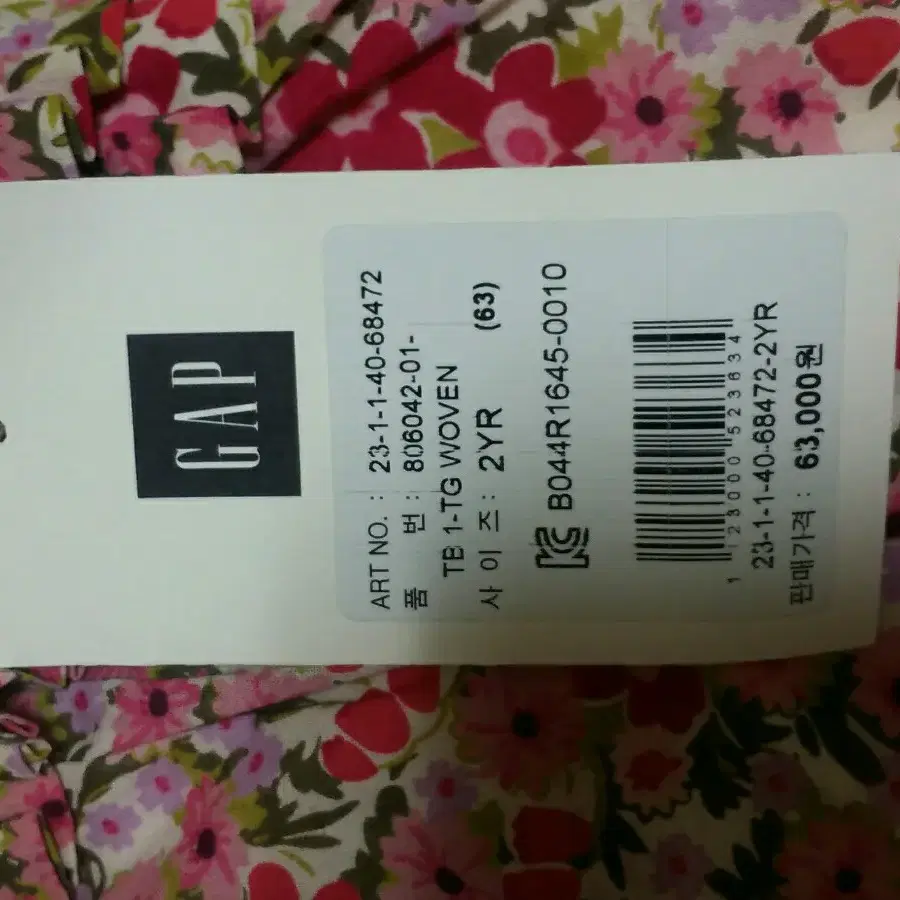 GAP
ART NO. : 23-1-1-40-68472
품 번 : 806042-01-
TB 1-TG WOVEN
사 이 즈 : 2YR (63)
B044R1645-0010
1 23000 523634
23-1-1-40-68472-2YR
판매가격 : 63,000원